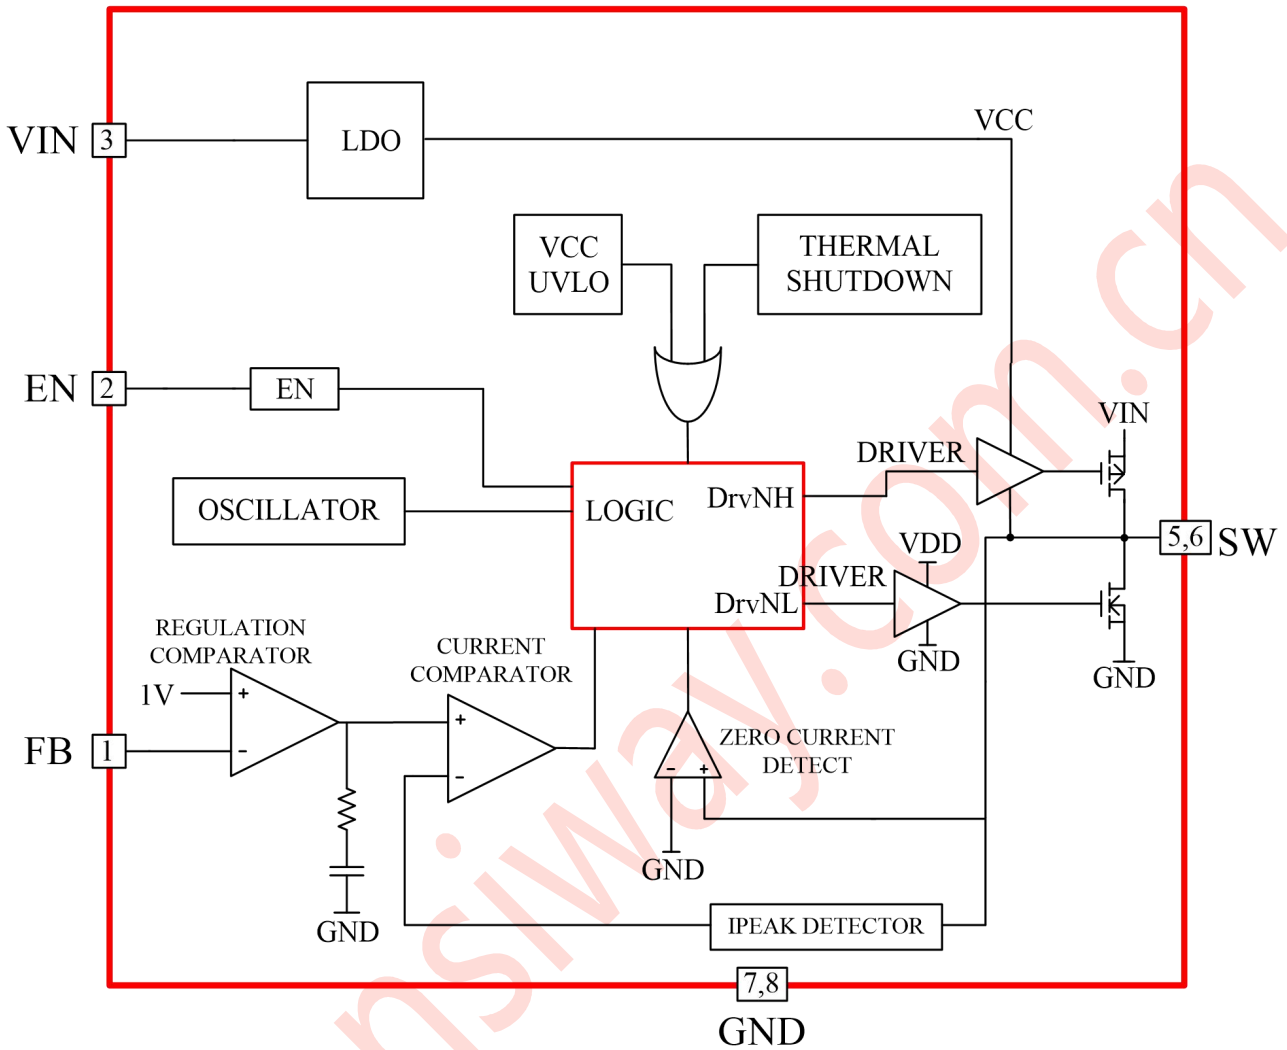 VIN
3
LDO
VCC
VCC
UVLO
THERMAL
SHUTDOWN
EN
2
EN
VIN
DRIVER
OSCILLATOR
LOGIC
DrvNH
5,6
SW
VDD
DRIVER
DrvNL
GND
GND
REGULATION
COMPARATOR
1V
+
-
FB
1
CURRENT
COMPARATOR
+
-
ZERO CURRENT
DETECT
-
+
GND
GND
IPEAK DETECTOR
7,8
GND
nsiway.com.cn